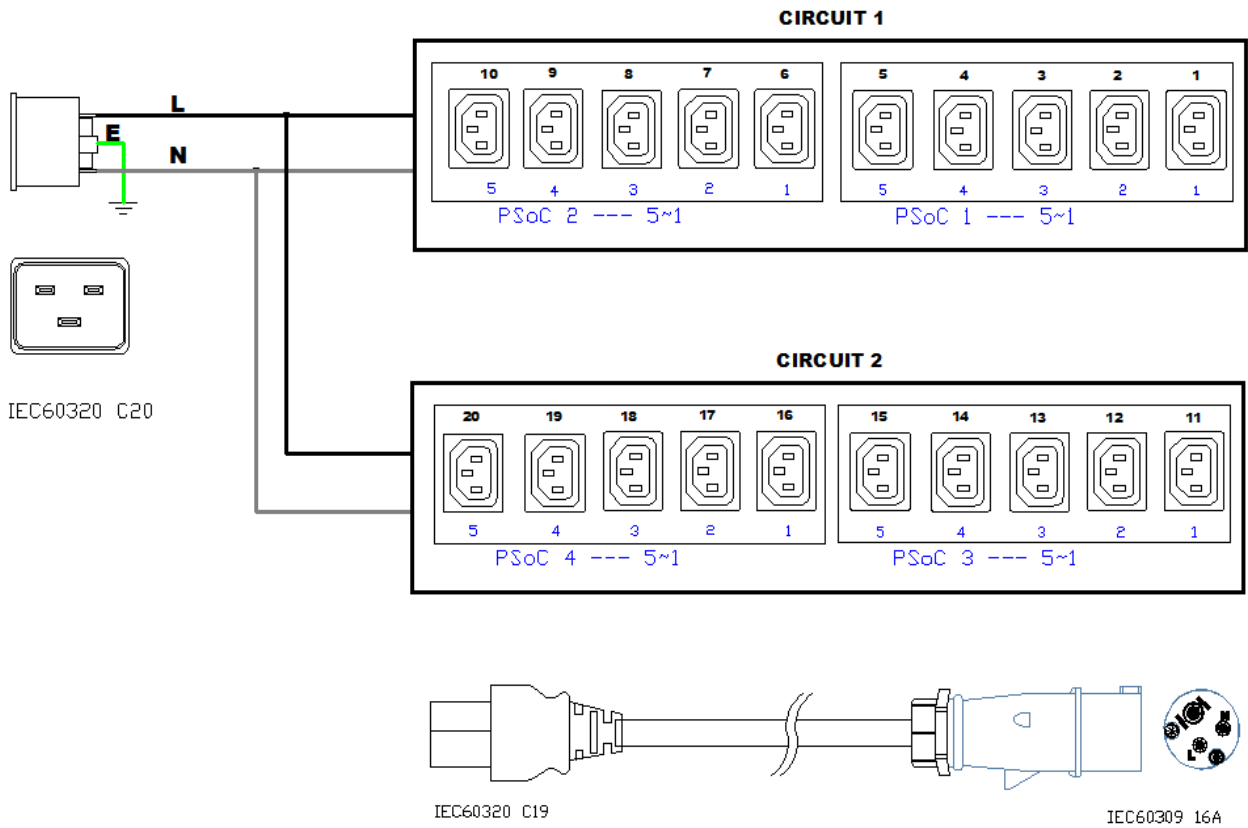 CIRCUIT 1
10 9 8 7 6 5 4 3 2 1
L
E
N
5 4 3 2 1 5 4 3 2 1
PSoC 2 --- 5~1 PSoC 1 --- 5~1
CIRCUIT 2
IEC60320 C20
20 19 18 17 16 15 14 13 12 11
5 4 3 2 1 5 4 3 2 1
PSoC 4 --- 5~1 PSoC 3 --- 5~1
N
L
IEC60320 C19
IEC60309 16A